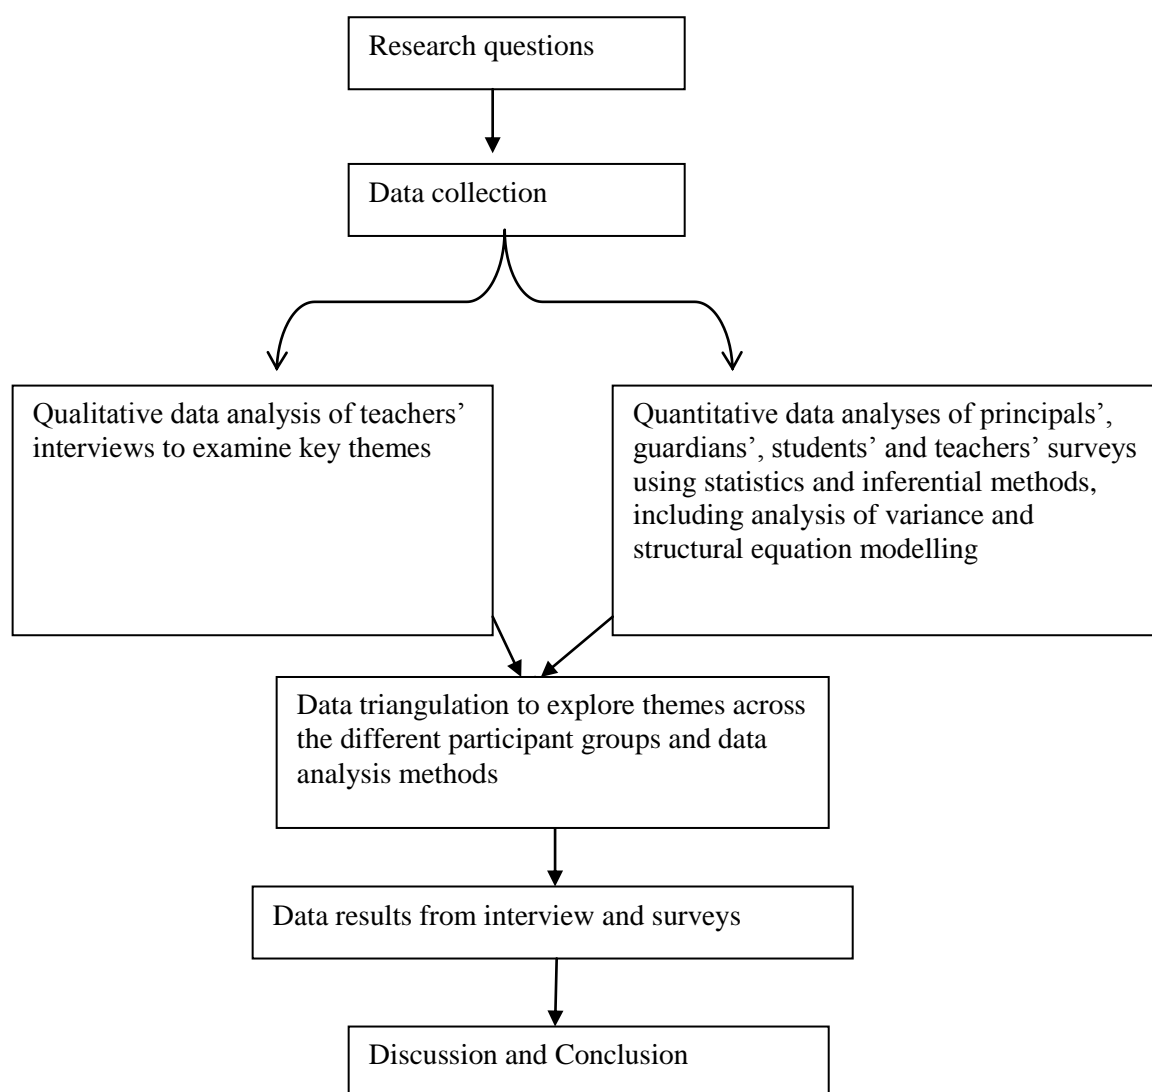 Research questions
Data collection
Qualitative data analysis of teachers’
interviews to examine key themes
Quantitative data analyses of principals’,
guardians’, students’ and teachers’ surveys
using statistics and inferential methods,
including analysis of variance and
structural equation modelling
Data triangulation to explore themes across
the different participant groups and data
analysis methods
Data results from interview and surveys
Discussion and Conclusion